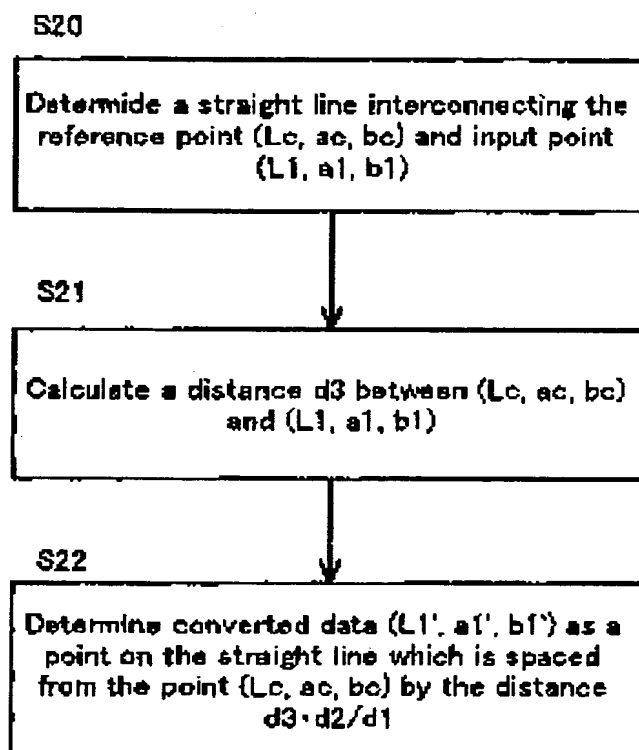 S20
Determide a straight line interconnecting the
reference point (Lc, ac, bc) and input point
(L1, a1, b1)
S21
Calculate a distance d3 between (Lc, ac, bc)
and (L1, a1, b1)
S22
Determine converted data (L1', a1', b1') as a
point on the straight line which is spaced
from the point (Lc, ac, bc) by the distance
d3·d2/d1